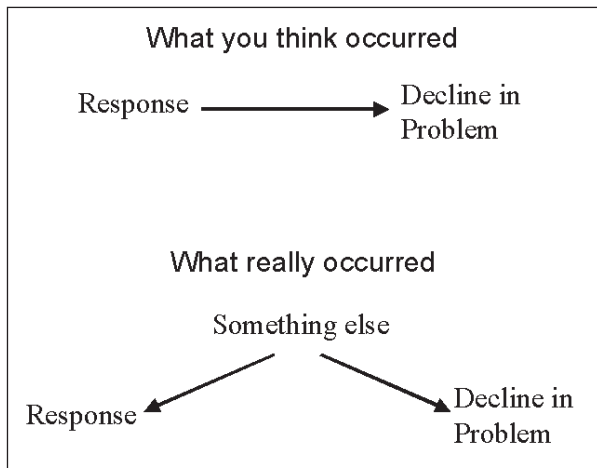 What you think occurred
Response
Decline in
Problem
What really occurred
Something else
Response
Decline in
Problem